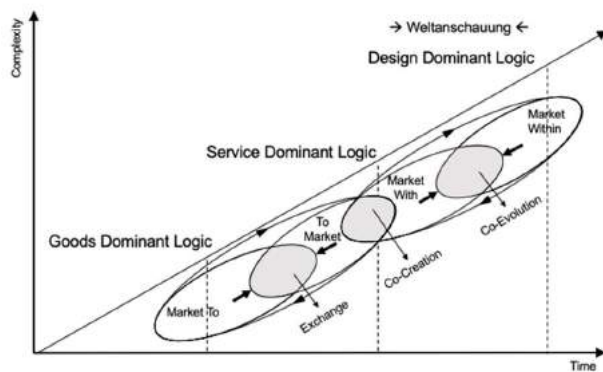 → Weltanschauung ←
Design Dominant Logic
Complexity
Market
Within
Service Dominant Logic
Market
With
Co-Evolution
To
Market
Goods Dominant Logic
Co-Creation
Market To
Exchange
Time